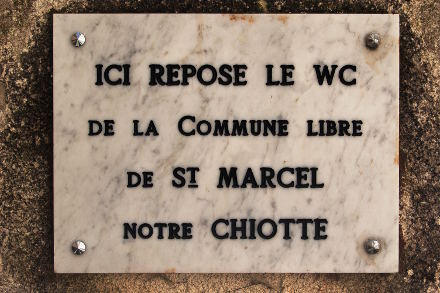 ICI REPOSE LE WC
DE LA COMMUNE LIBRE
DE ST MARCEL
NOTRE CHIOTTE